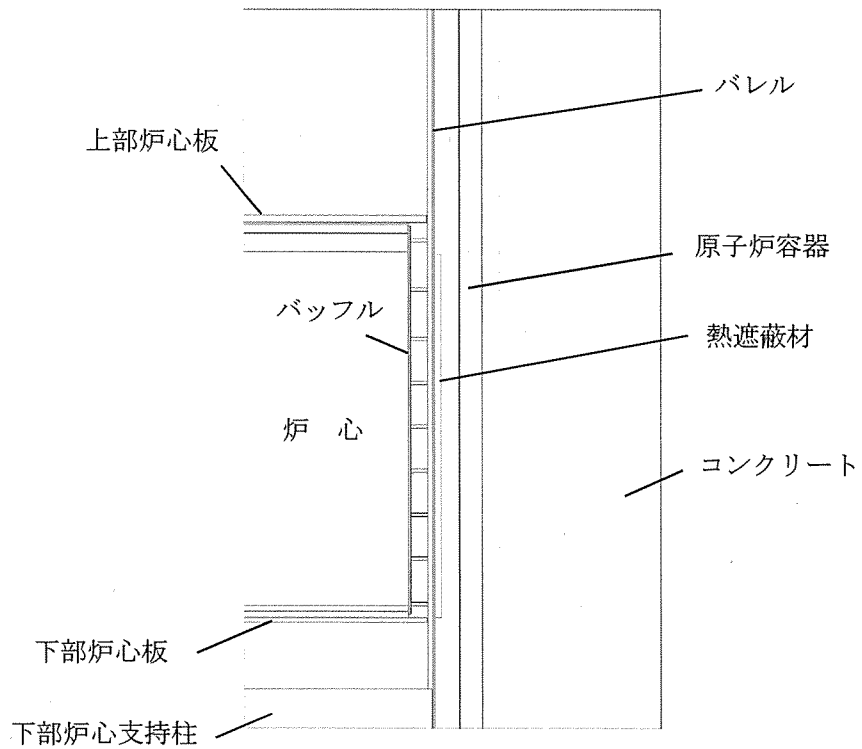 バレル
上部炉心板
原子炉容器
バッフル
熱遮蔽材
炉 心
コンクリート
下部炉心板
下部炉心支持柱